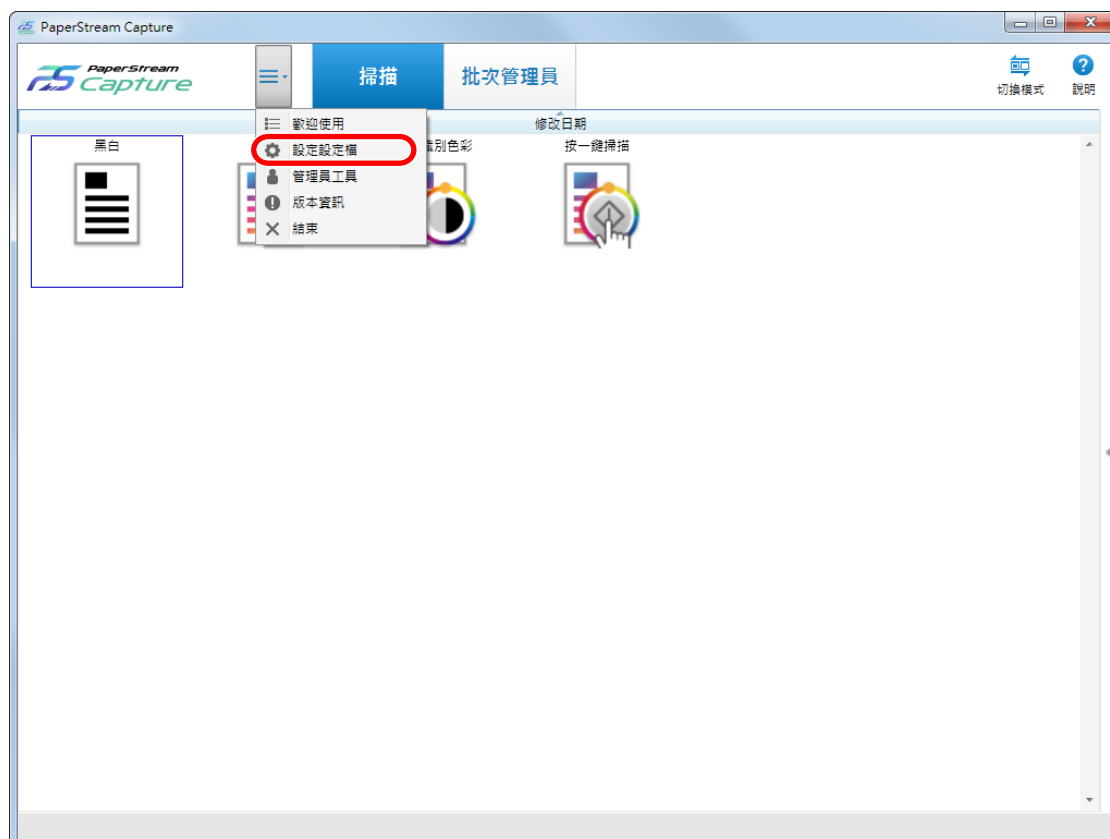 PaperStream Capture
PaperStream
Capture
掃描
批次管理員
切換模式
說明
修改日期
歡迎使用
設定設定檔
管理員工具
版本資訊
結束
黑白
識別色彩
按一鍵掃描